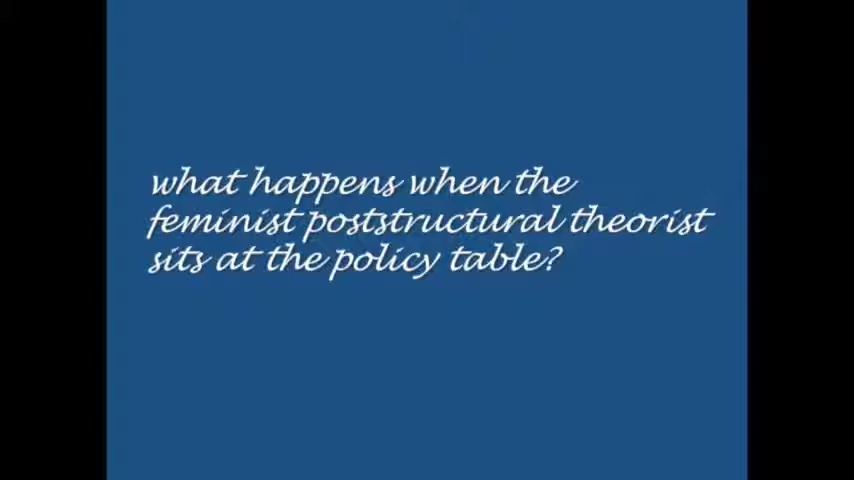 what happens when the
feminist poststructural theorist
sits at the policy table?